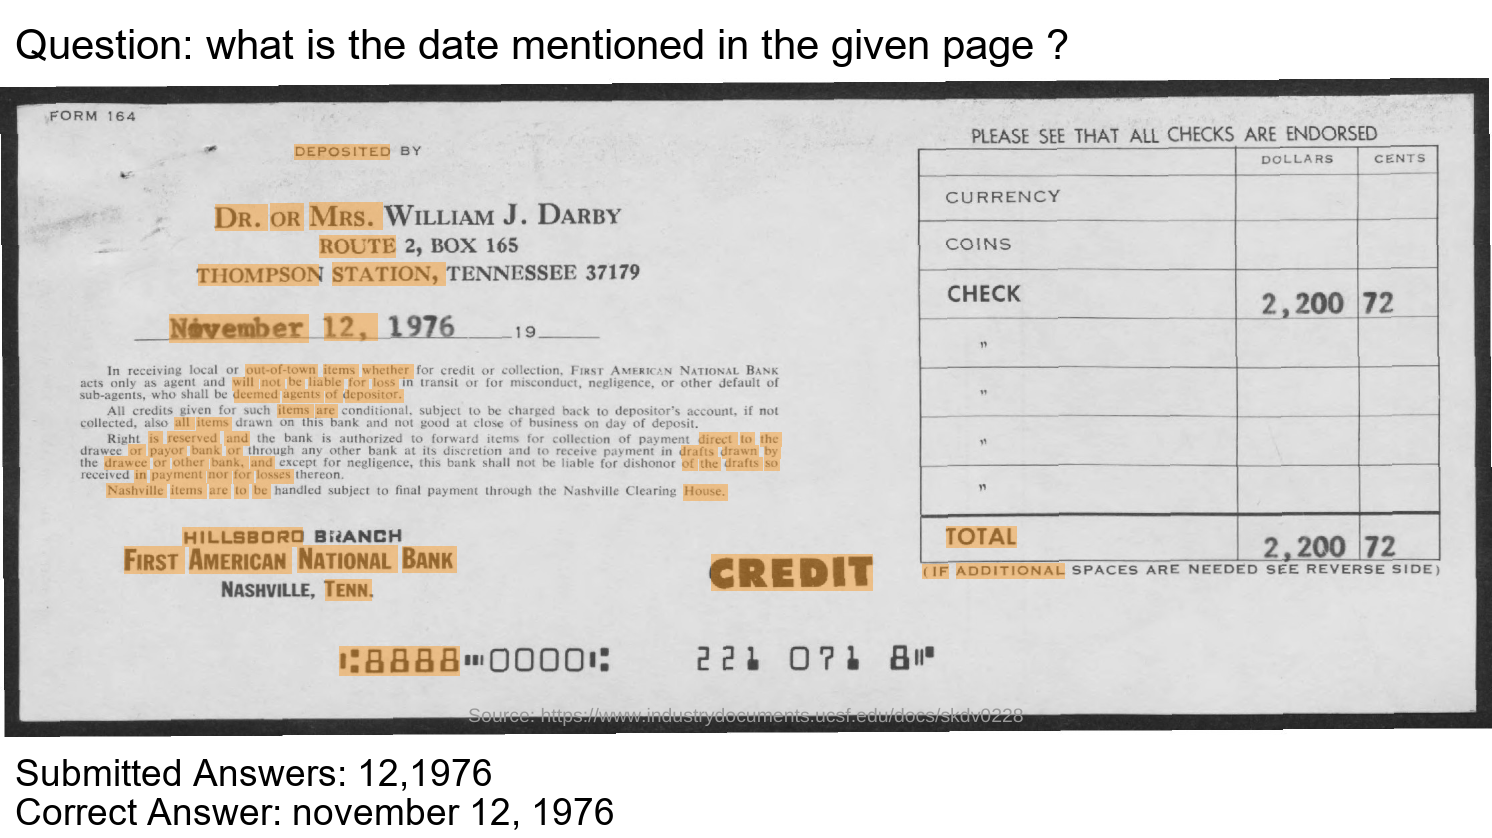 Question: what is the date mentioned in the given page ?
FORM 164
DEPOSITED BY
DR. OR MRS. WILLIAM J. DARBY
ROUTE 2, BOX 165
THOMPSON STATION, TENNESSEE 37179
November 12, 1976 19
In receiving local or out-of-town items whether for credit or collection, FIRST AMERICAN NATIONAL BANK
acts only as agent and will not be liable for loss in transit or for misconduct, negligence, or other default of
sub-agents, who shall be deemed agents of depositor.
All credits given for such items are conditional, subject to be charged back to depositor's account, if not
collected, also all items drawn on this bank and not good at close of business on day of deposit.
Right is reserved and the bank is authorized to forward items for collection of payment direct to the
drawee or payor bank or through any other bank at its discretion and to receive payment in drafts drawn by
the drawee or other bank, and except for negligence, this bank shall not be liable for dishonor of the drafts so
received in payment nor for losses thereon.
Nashville items are to be handled subject to final payment through the Nashville Clearing House.
HILLSBORO BRANCH
FIRST AMERICAN NATIONAL BANK
NASHVILLE, TENN.
CREDIT
PLEASE SEE THAT ALL CHECKS ARE ENDORSED
DOLLARS CENTS
CURRENCY
COINS
CHECK 2,200 72
"
"
"
"
TOTAL 2,200 72
(IF ADDITIONAL SPACES ARE NEEDED SEE REVERSE SIDE)
⑆8888⑉0000⑆ 221 071 8⑈
Source: https://www.industrydocuments.ucsf.edu/docs/skdv0228
Submitted Answers: 12,1976
Correct Answer: november 12, 1976